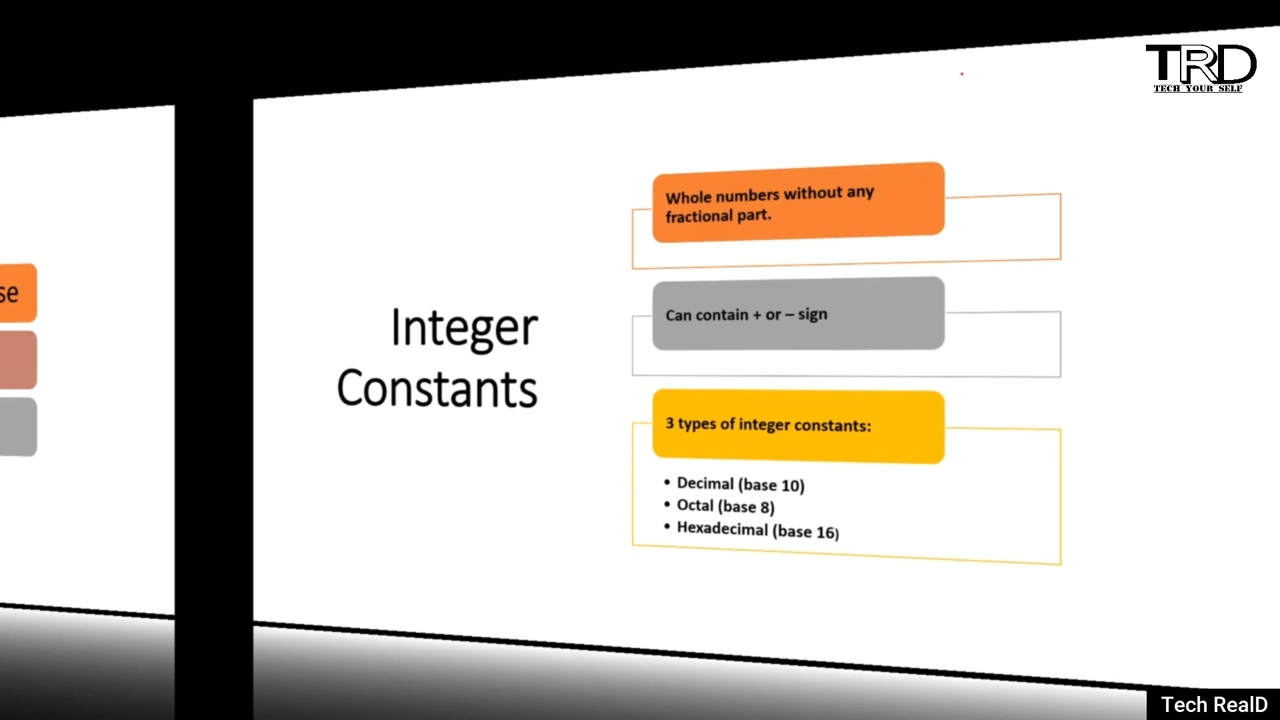 TRD
TECH YOUR SELF
se
Integer
Constants
Whole numbers without any
fractional part.
Can contain + or – sign
3 types of integer constants:
• Decimal (base 10)
• Octal (base 8)
• Hexadecimal (base 16)
Tech RealD